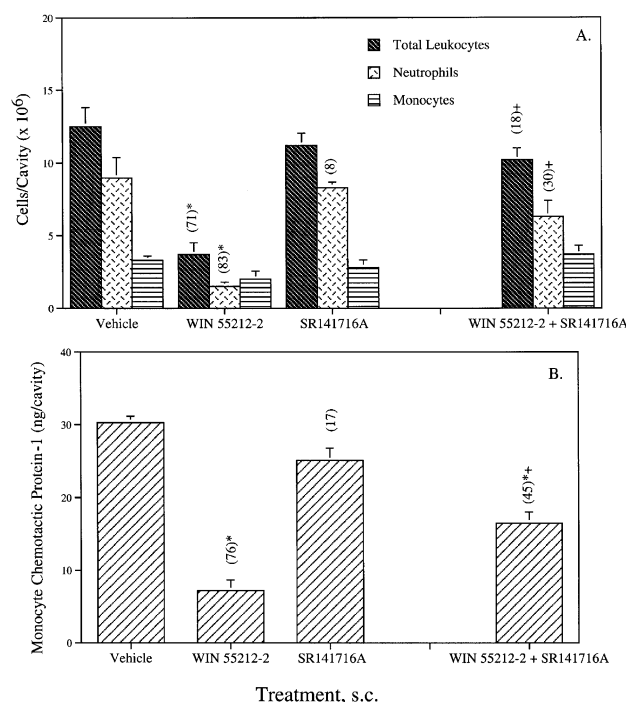 20
A.
Total Leukocytes
Neutrophils
Monocytes
15
10
5
0
Cells/Cavity (x 10⁶)
(71)*
(83)*
(8)
(18)+
(30)+
Vehicle
WIN 55212-2
SR141716A
WIN 55212-2 + SR141716A
40
B.
30
20
10
0
Monocyte Chemotactic Protein-1 (ng/cavity)
(76)*
(17)
(45)*+
Vehicle
WIN 55212-2
SR141716A
WIN 55212-2 + SR141716A
Treatment, s.c.